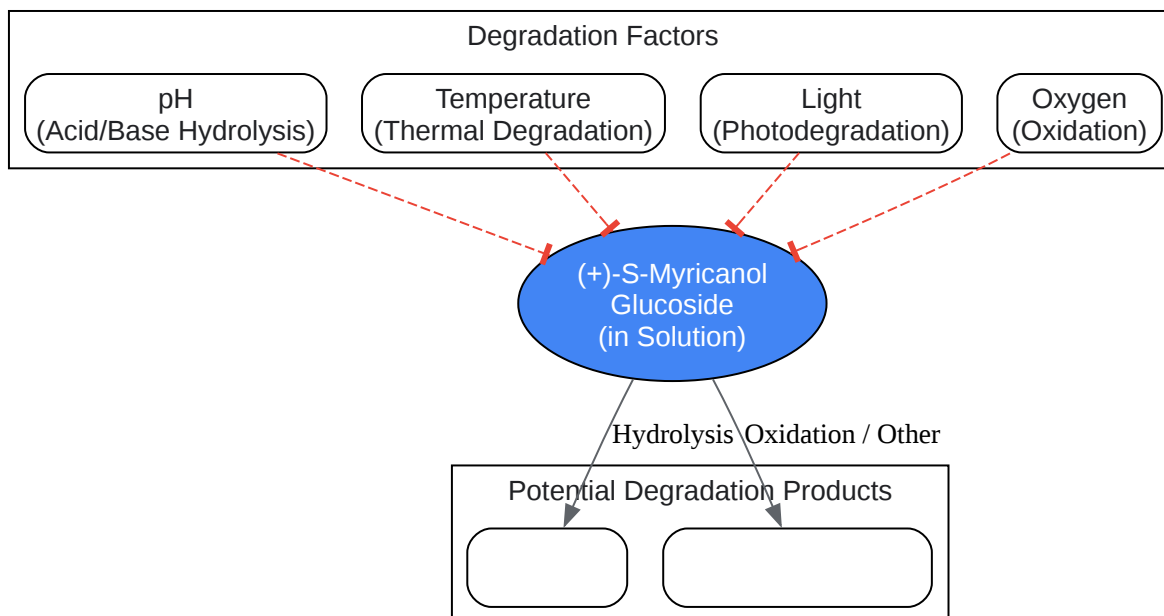 Degradation Factors
pH
(Acid/Base Hydrolysis)
Temperature
(Thermal Degradation)
Light
(Photodegradation)
Oxygen
(Oxidation)
(+)-S-Myricanol
Glucoside
(in Solution)
Hydrolysis
Oxidation / Other
Potential Degradation Products